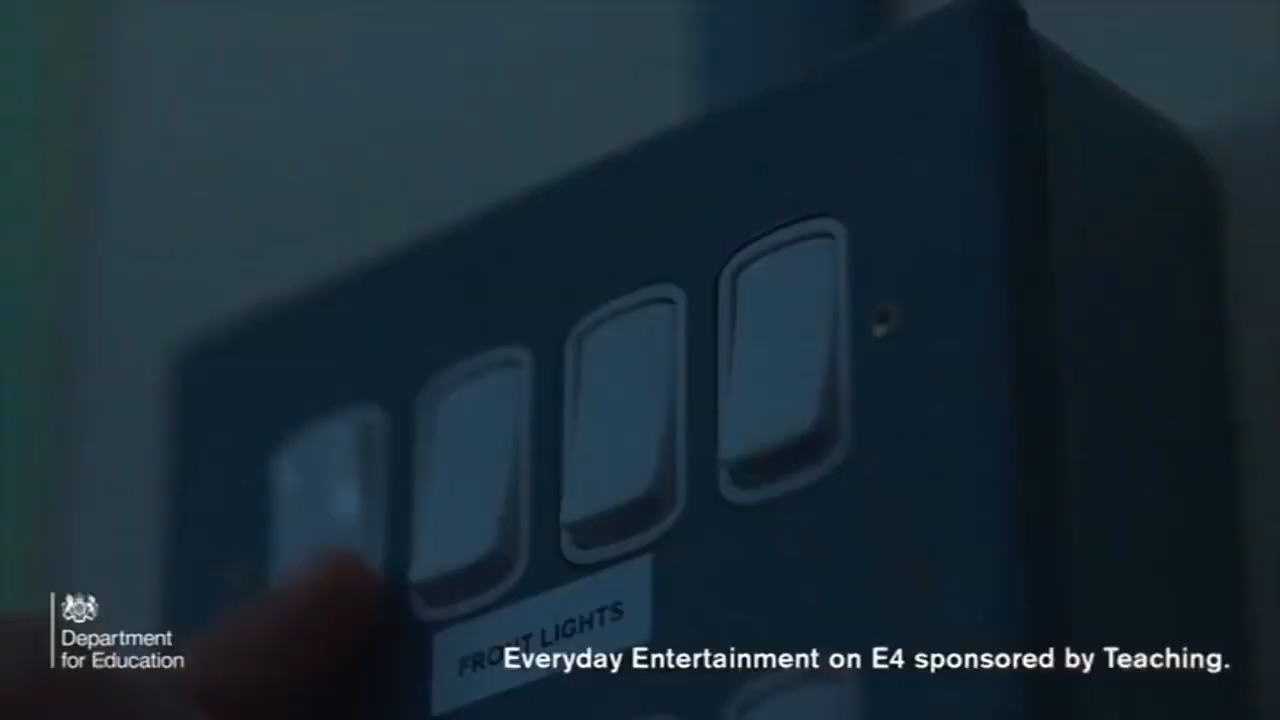 FRONT LIGHTS
Department
for Education
Everyday Entertainment on E4 sponsored by Teaching.